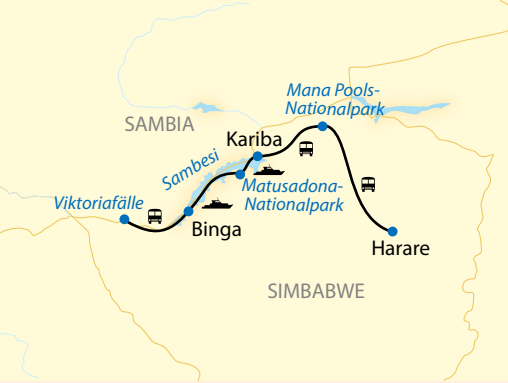 Mana Pools-
Nationalpark
SAMBIA
Kariba
Sambesi
Matusadona-
Nationalpark
Viktoriafälle
Binga
Harare
SIMBABWE